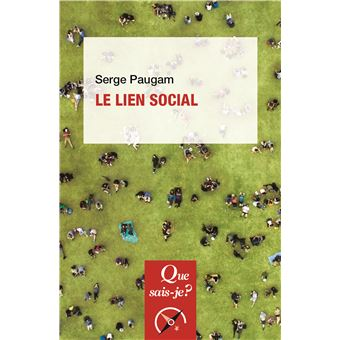 Serge Paugam
LE LIEN SOCIAL
Que
sais-je?